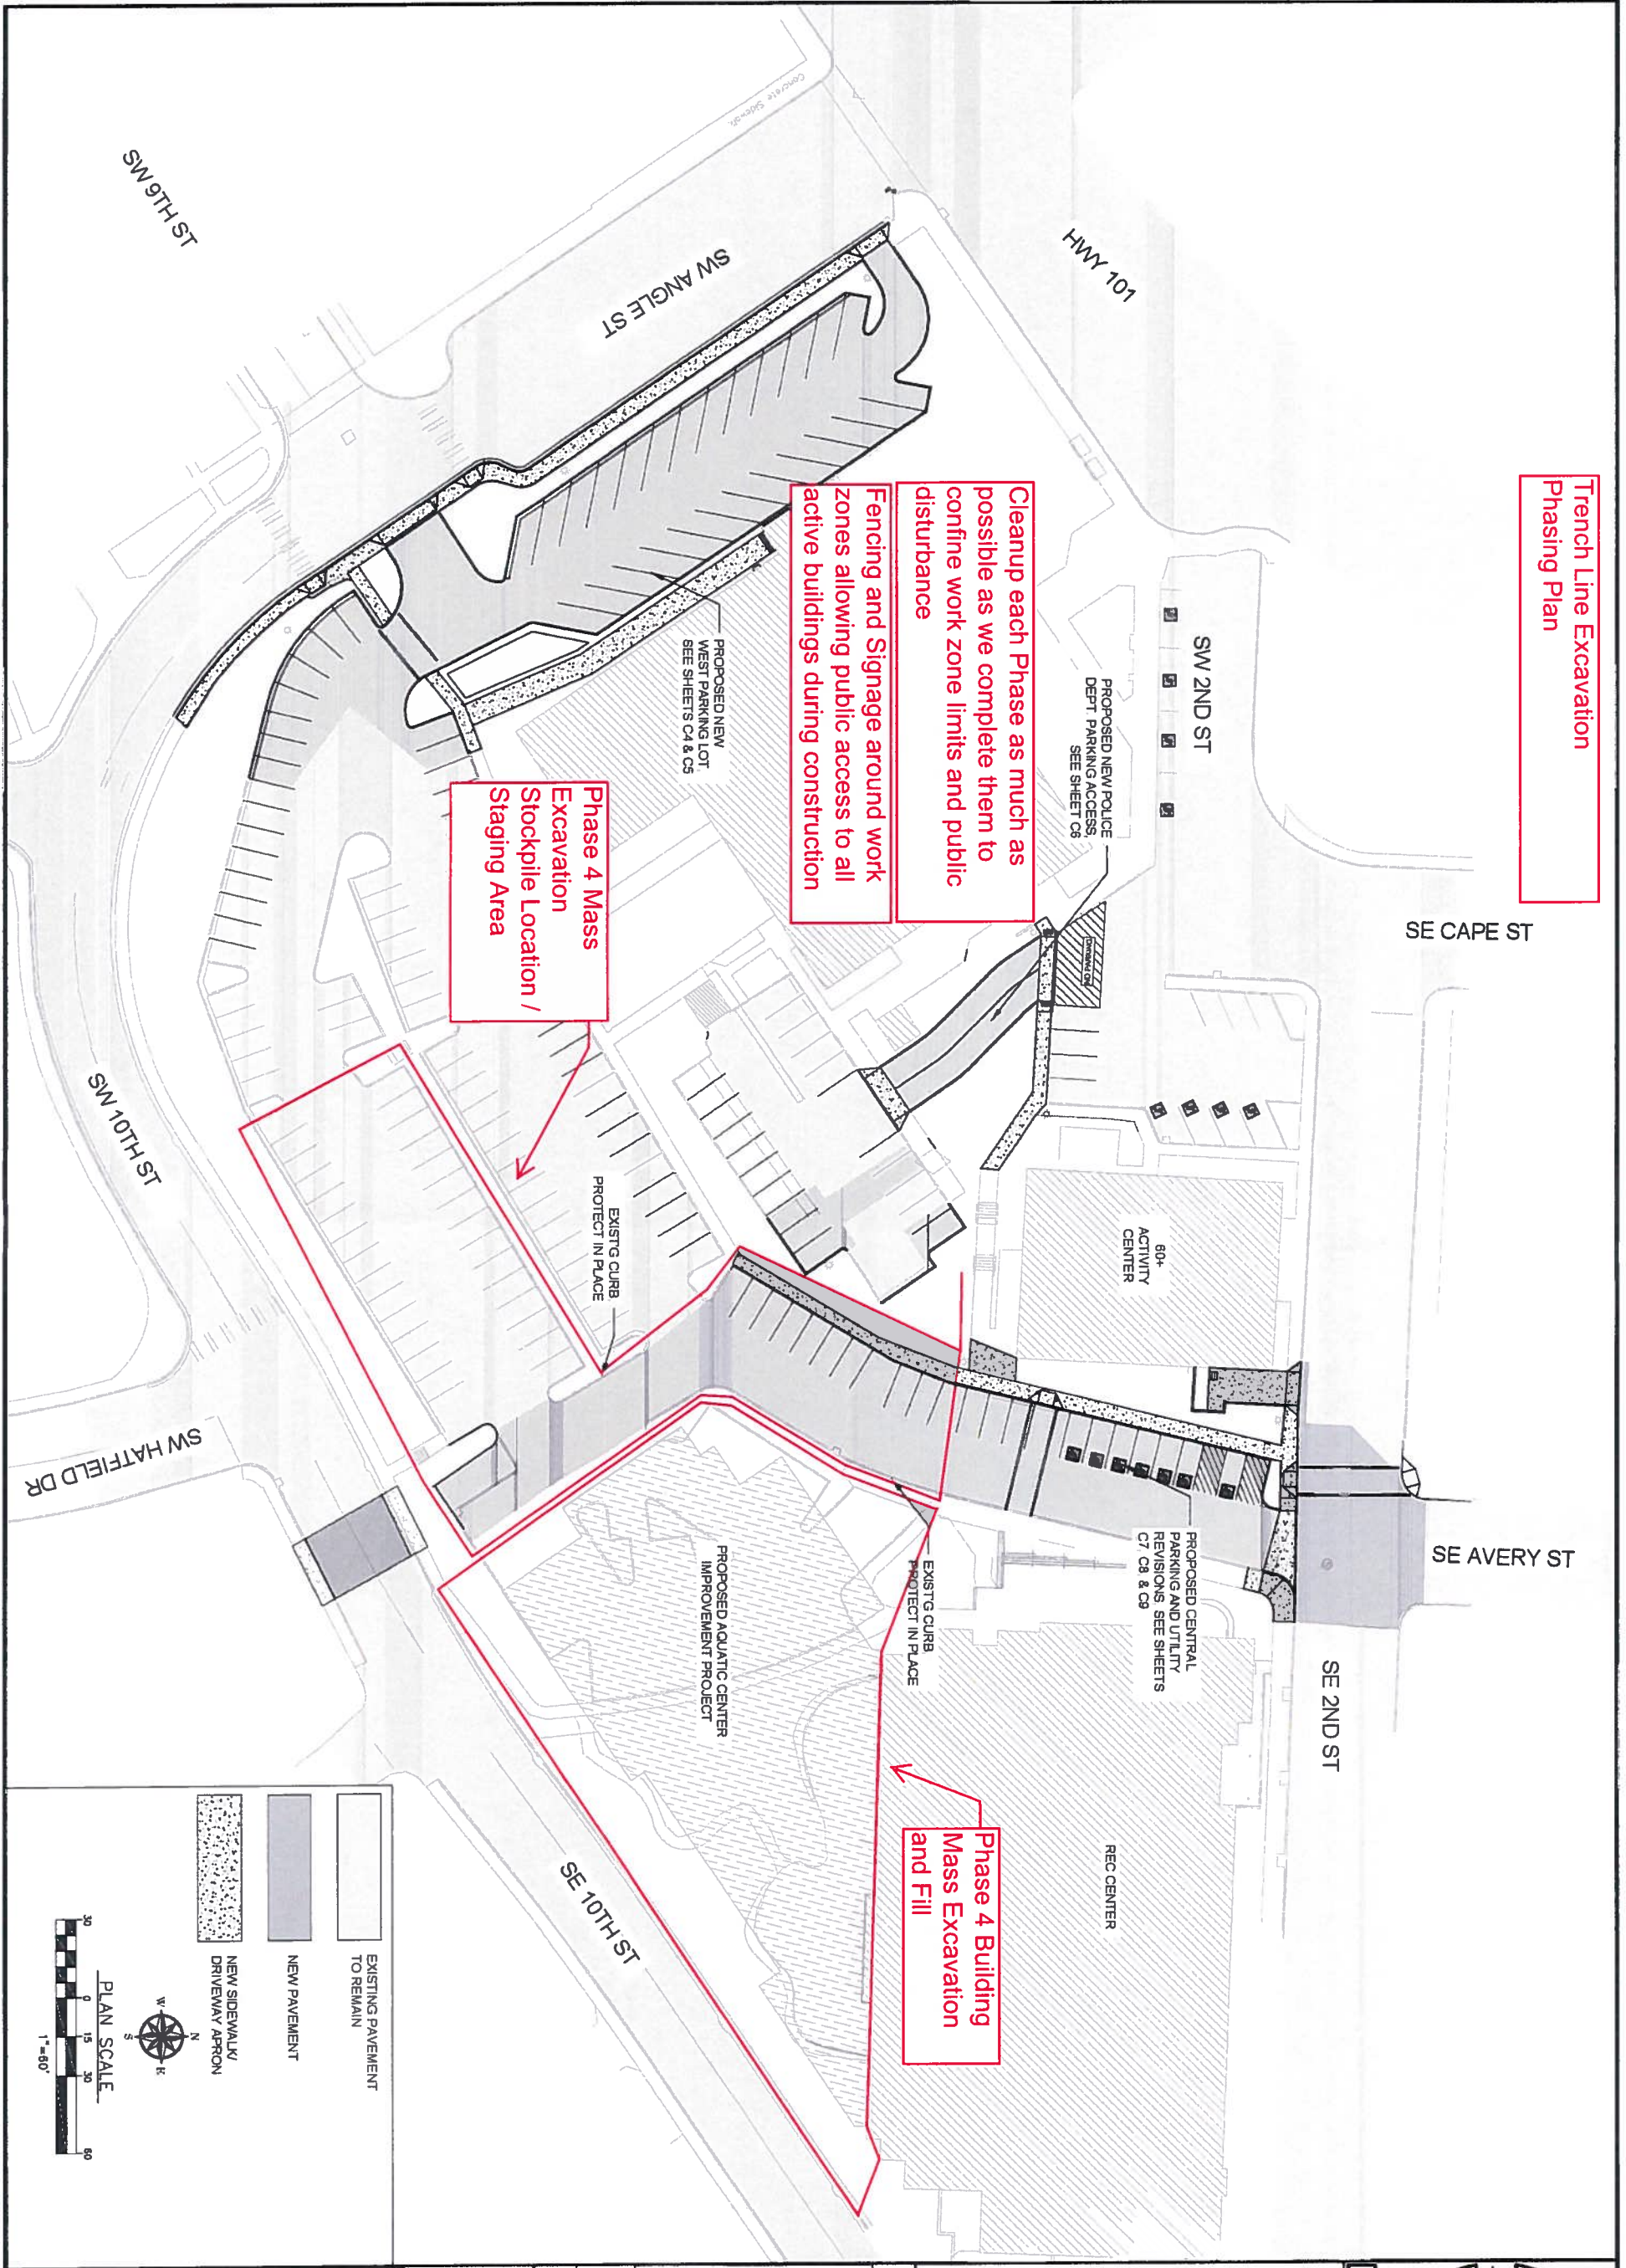 Trench Line Excavation
Phasing Plan
SE CAPE ST
SE AVERY ST
HWY 101
SW 2ND ST
SE 2ND ST
Concrete Sidewalk
SW 9TH ST
SW ANGLE ST
Cleanup each Phase as much as
possible as we complete them to
confine work zone limits and public
disturbance
Fencing and Signage around work
zones allowing public access to all
active buildings during construction
PROPOSED NEW POLICE
DEPT. PARKING ACCESS,
SEE SHEET C6
NO PARKING
60+
ACTIVITY
CENTER
PROPOSED NEW
WEST PARKING LOT.
SEE SHEETS C4 & C5
Phase 4 Mass
Excavation
Stockpile Location /
Staging Area
EXIST'G CURB.
PROTECT IN PLACE
PROPOSED CENTRAL
PARKING AND UTILITY
REVISIONS. SEE SHEETS
C7, C8, & C9
EXIST'G CURB
PROTECT IN PLACE
REC CENTER
PROPOSED AQUATIC CENTER
IMPROVEMENT PROJECT
Phase 4 Building
Mass Excavation
and Fill
SW 10TH ST
SW HATFIELD DR
SE 10TH ST
EXISTING PAVEMENT
TO REMAIN
NEW PAVEMENT
NEW SIDEWALK/
DRIVEWAY APRON
N
W
E
S
PLAN SCALE
30 0 15 30 60
1"=60'